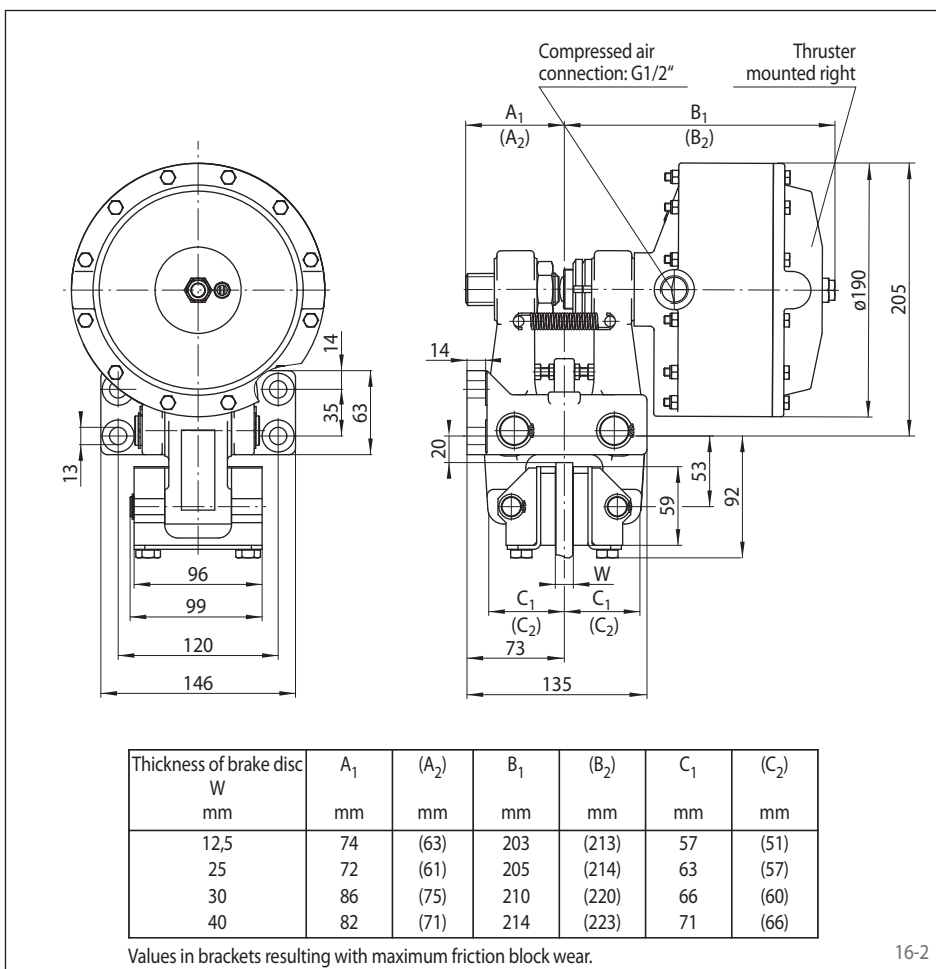 Compressed air
connection: G1/2“
Thruster
mounted right
A₁
(A₂)
B₁
(B₂)
14
35
63
13
96
99
120
146
14
20
ø190
205
53
92
59
W
C₁
(C₂)
C₁
(C₂)
73
135
Thickness of brake disc A₁ (A₂) B₁ (B₂) C₁ (C₂)
W
mm mm mm mm mm mm mm
12,5 74 (63) 203 (213) 57 (51)
25 72 (61) 205 (214) 63 (57)
30 86 (75) 210 (220) 66 (60)
40 82 (71) 214 (223) 71 (66)
Values in brackets resulting with maximum friction block wear.
16-2